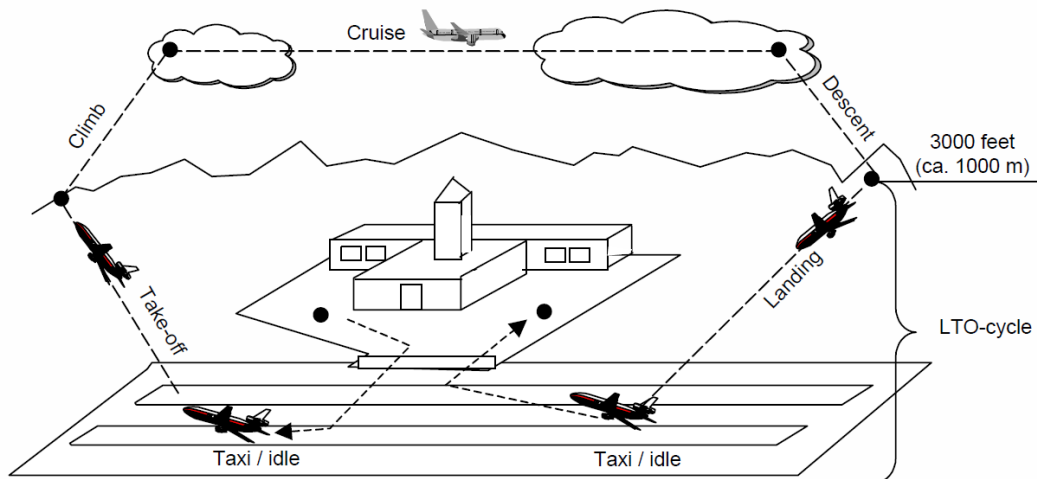 Cruise
Climb
Descent
3000 feet
(ca. 1000 m)
Take-off
Landing
LTO-cycle
Taxi / idle
Taxi / idle